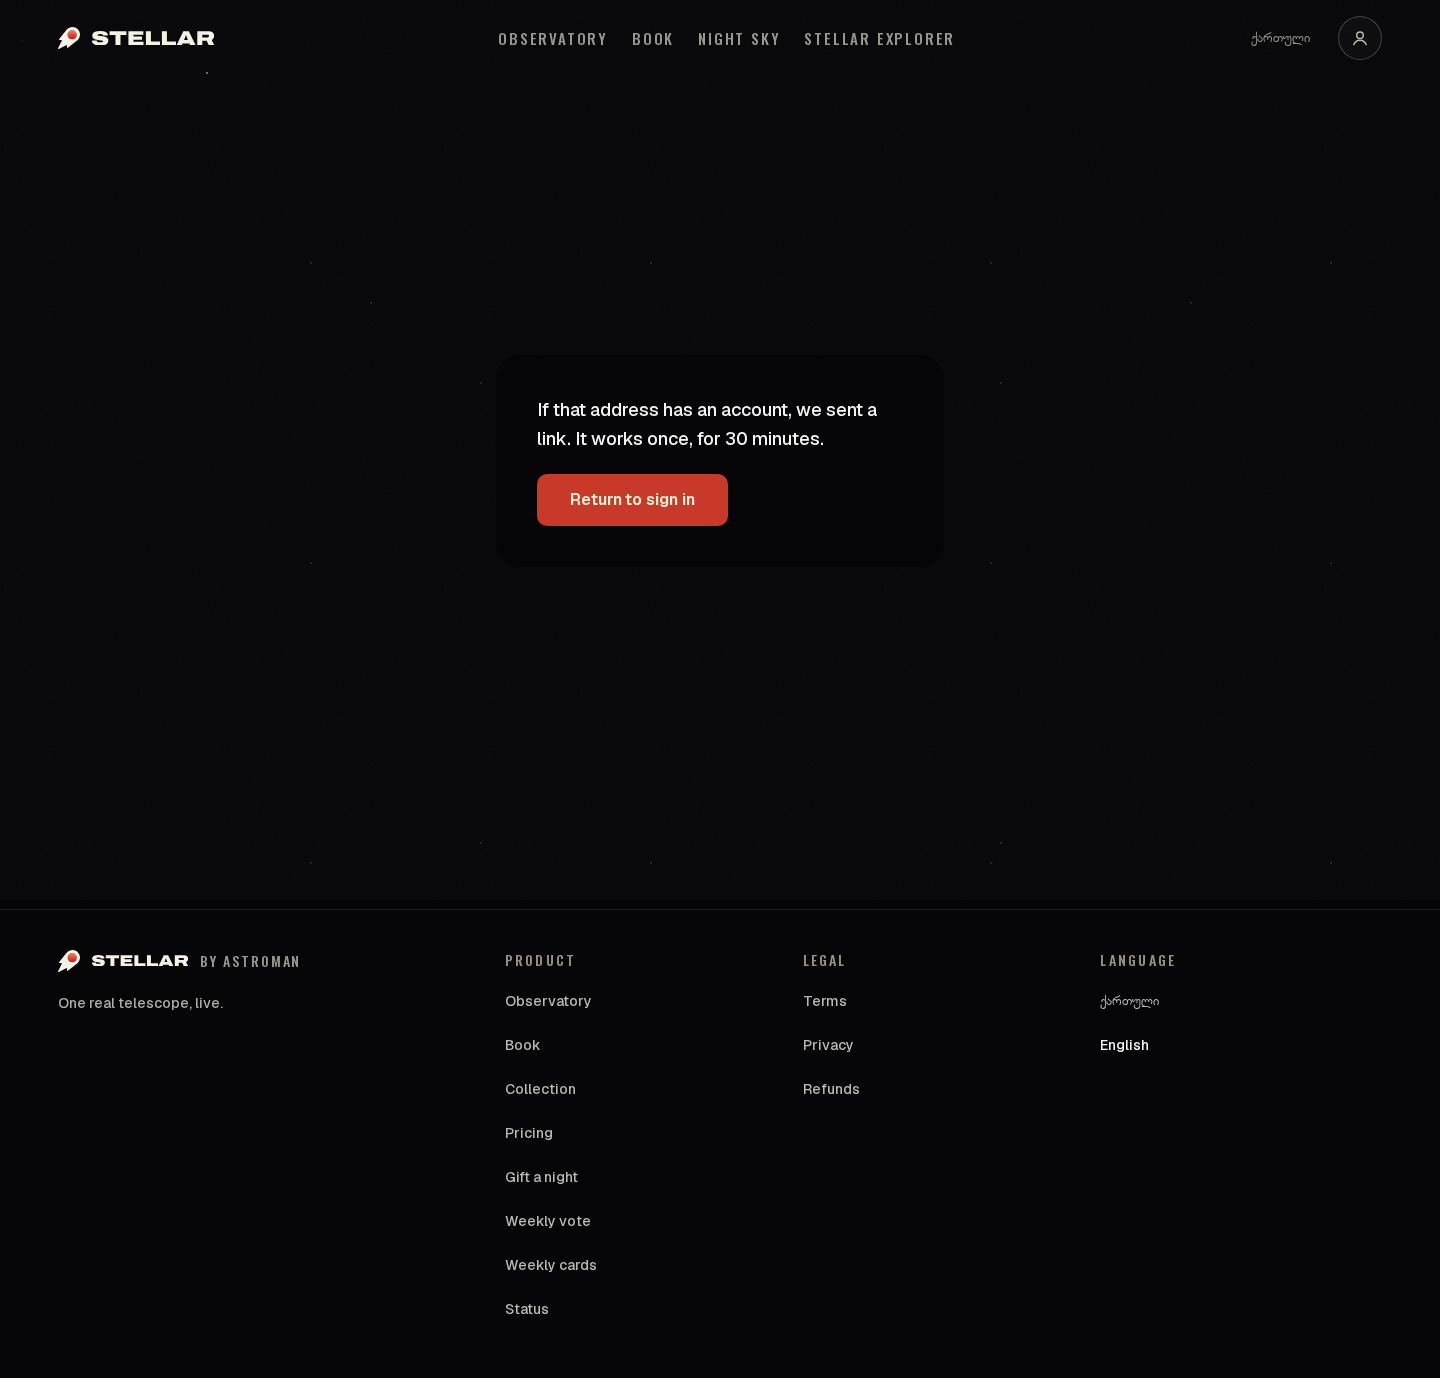 STELLAR
OBSERVATORY
BOOK
NIGHT SKY
STELLAR EXPLORER
ქართული
If that address has an account, we sent a
link. It works once, for 30 minutes.
Return to sign in
STELLAR BY ASTROMAN
One real telescope, live.
PRODUCT
Observatory
Book
Collection
Pricing
Gift a night
Weekly vote
Weekly cards
Status
LEGAL
Terms
Privacy
Refunds
LANGUAGE
ქართული
English